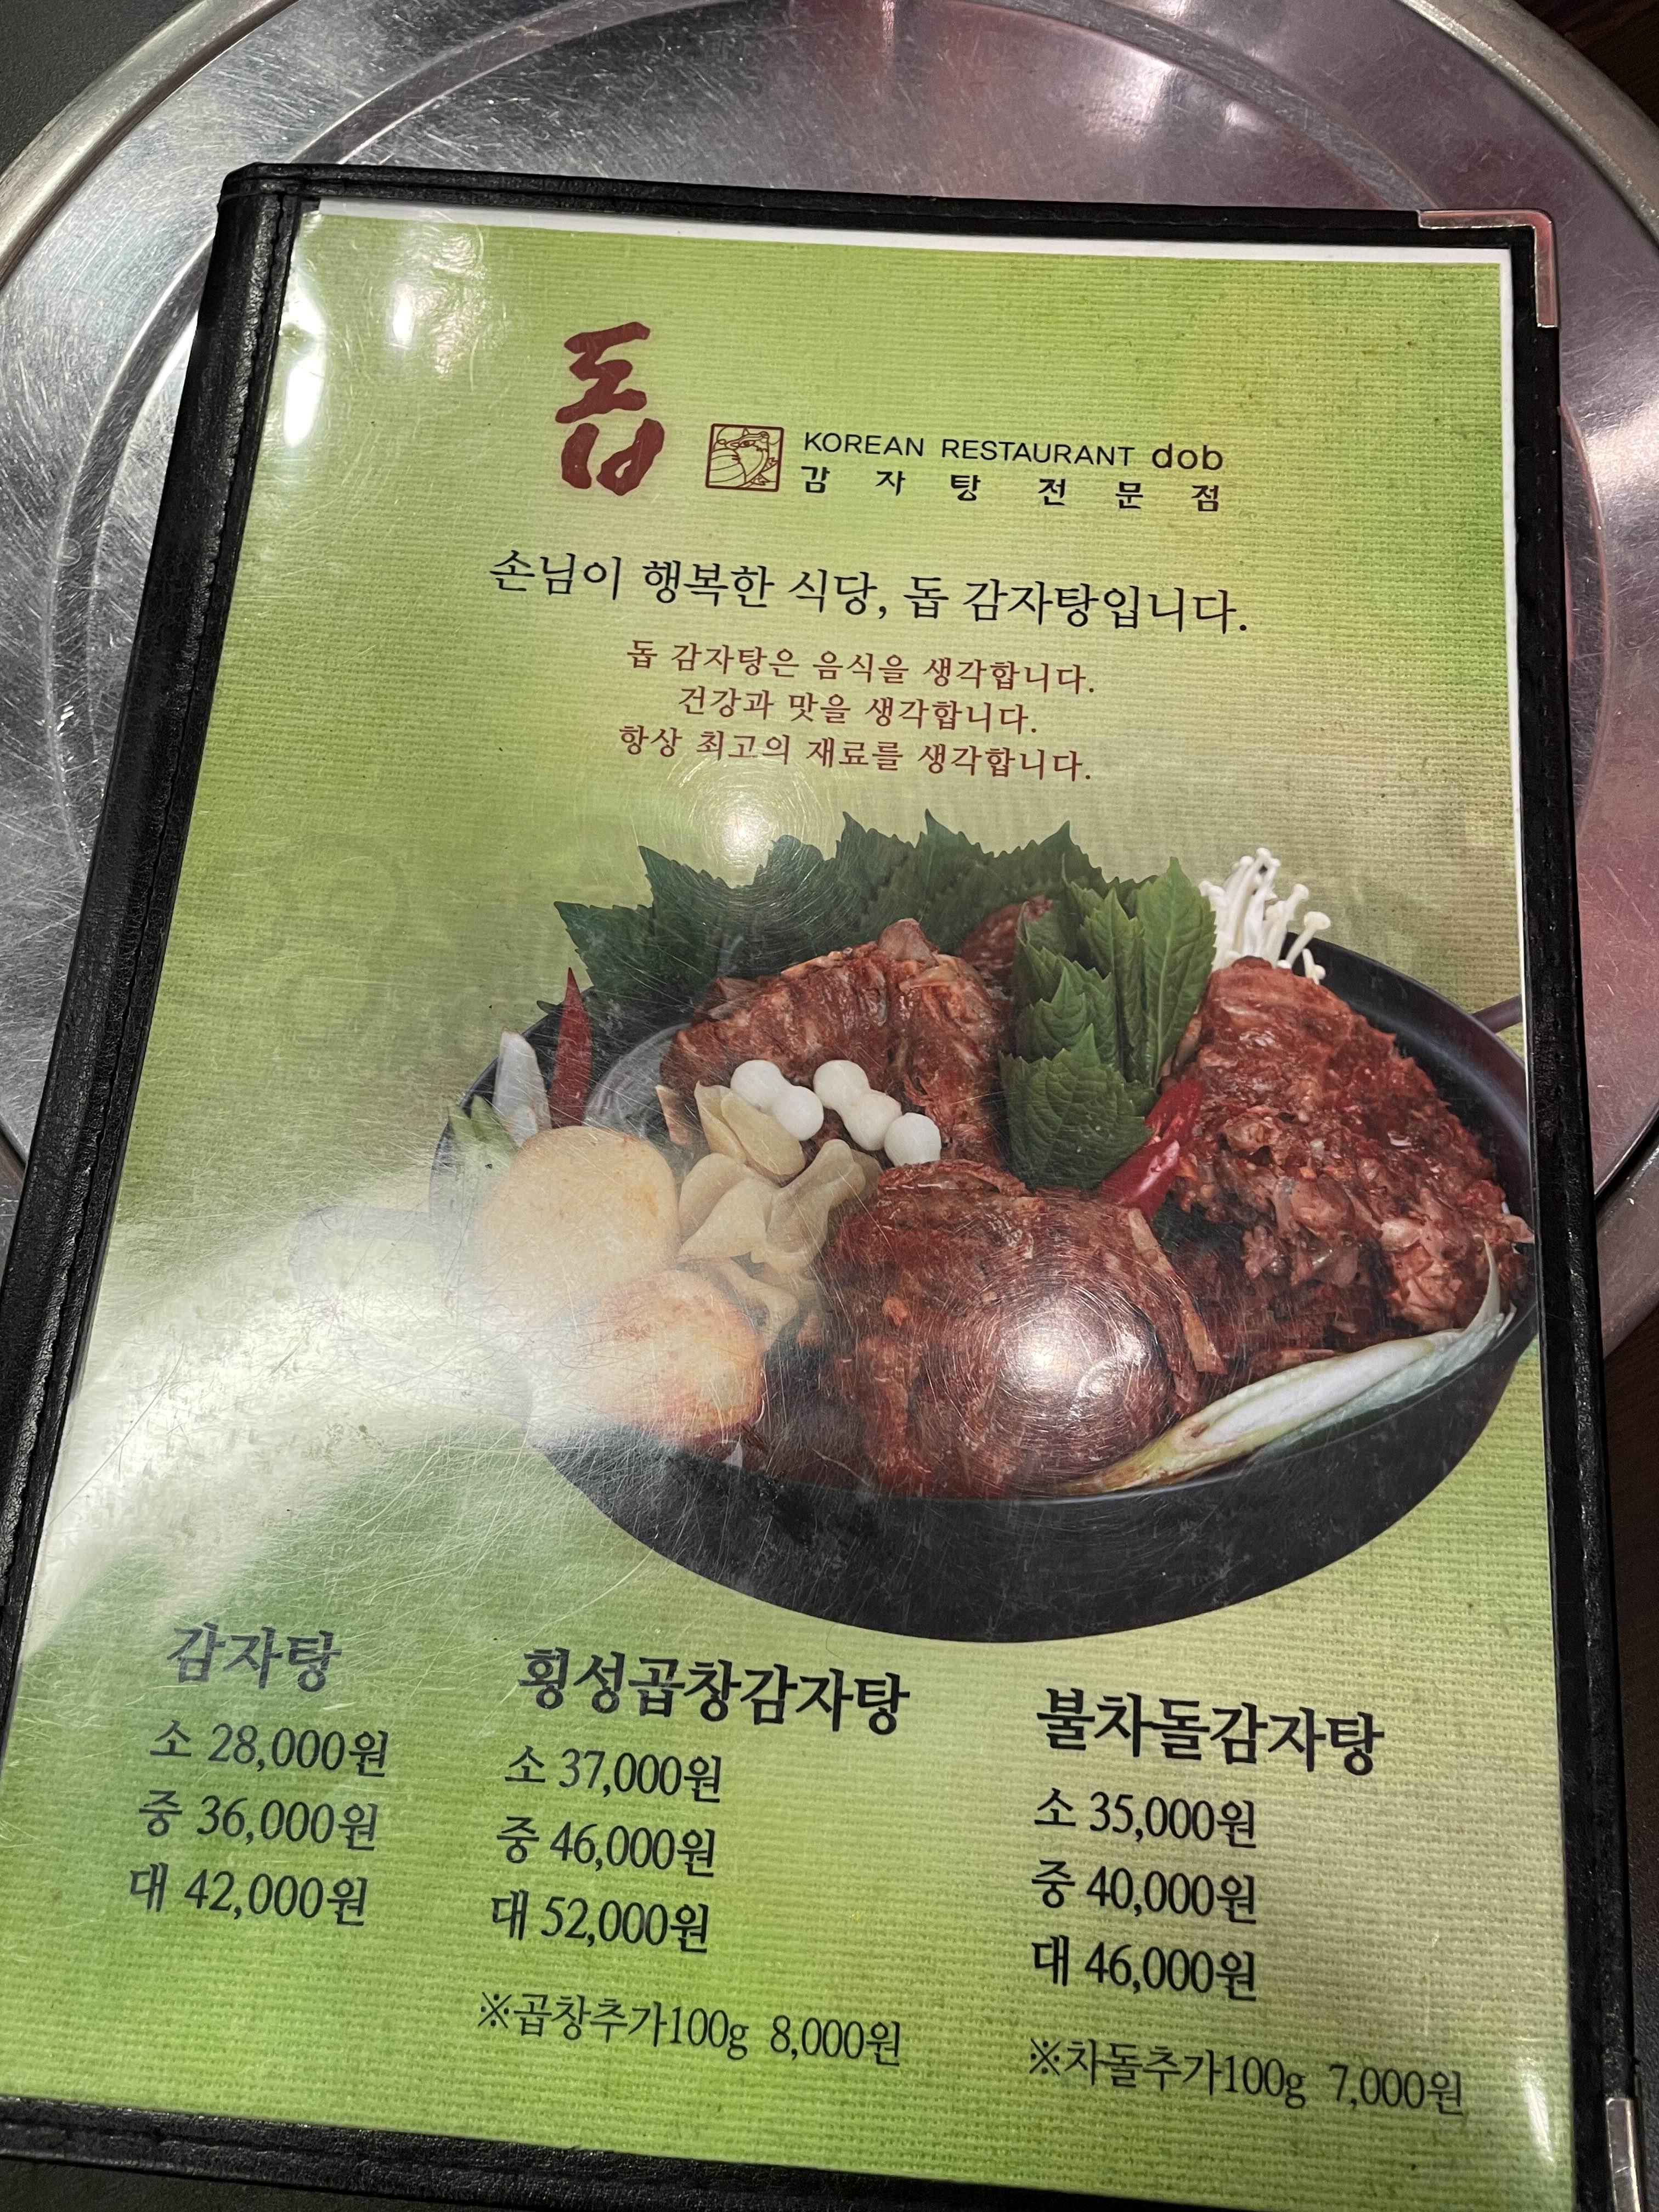 돕
KOREAN RESTAURANT dob
감자탕전문점
손님이 행복한 식당, 돕 감자탕입니다.
돕 감자탕은 음식을 생각합니다.
건강과 맛을 생각합니다.
항상 최고의 재료를 생각합니다.
감자탕
소 28,000원
중 36,000원
대 42,000원
횡성곱창감자탕
소 37,000원
중 46,000원
대 52,000원
※곱창추가100g 8,000원
불차돌감자탕
소 35,000원
중 40,000원
대 46,000원
※차돌추가100g 7,000원